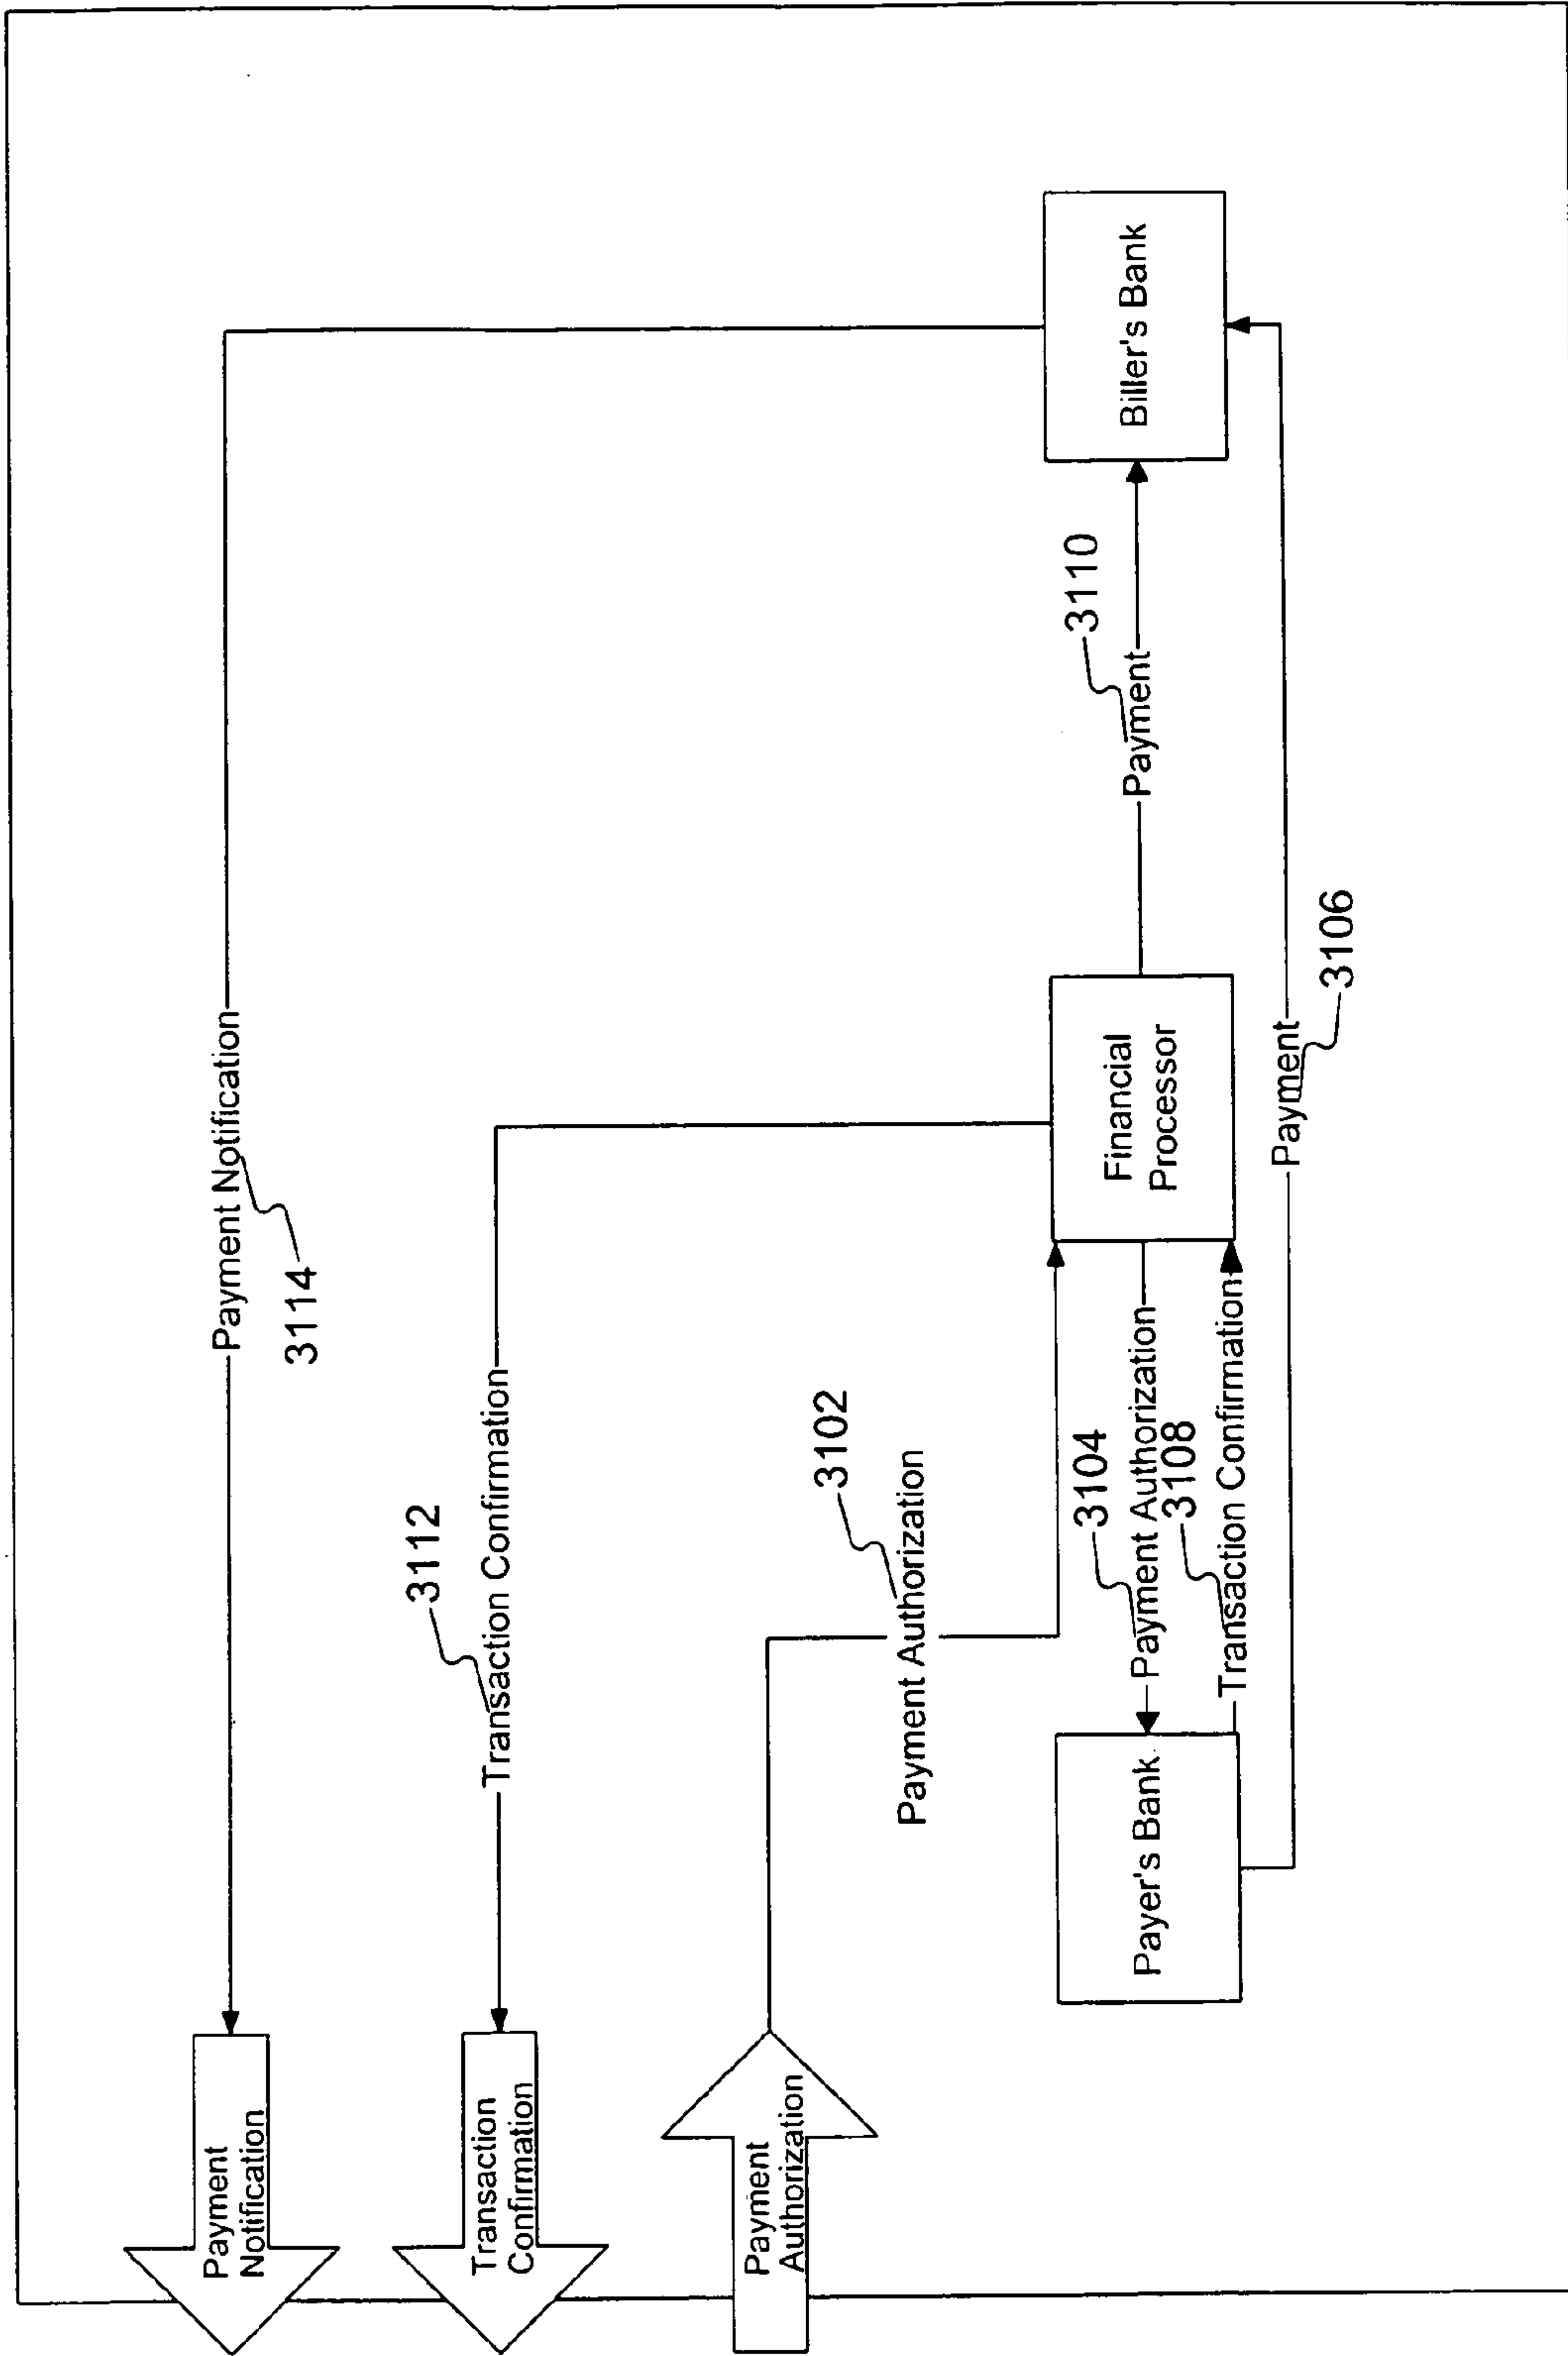 Payment Notification
3114
3112
Transaction Confirmation
Payment
Notification
Transaction
Confirmation
Payment
Authorization
3102
Payment Authorization
3104
Payment Authorization
3108
Transaction Confirmation
Payer's Bank
Financial
Processor
3110
Payment
Biller's Bank
Payment
3106